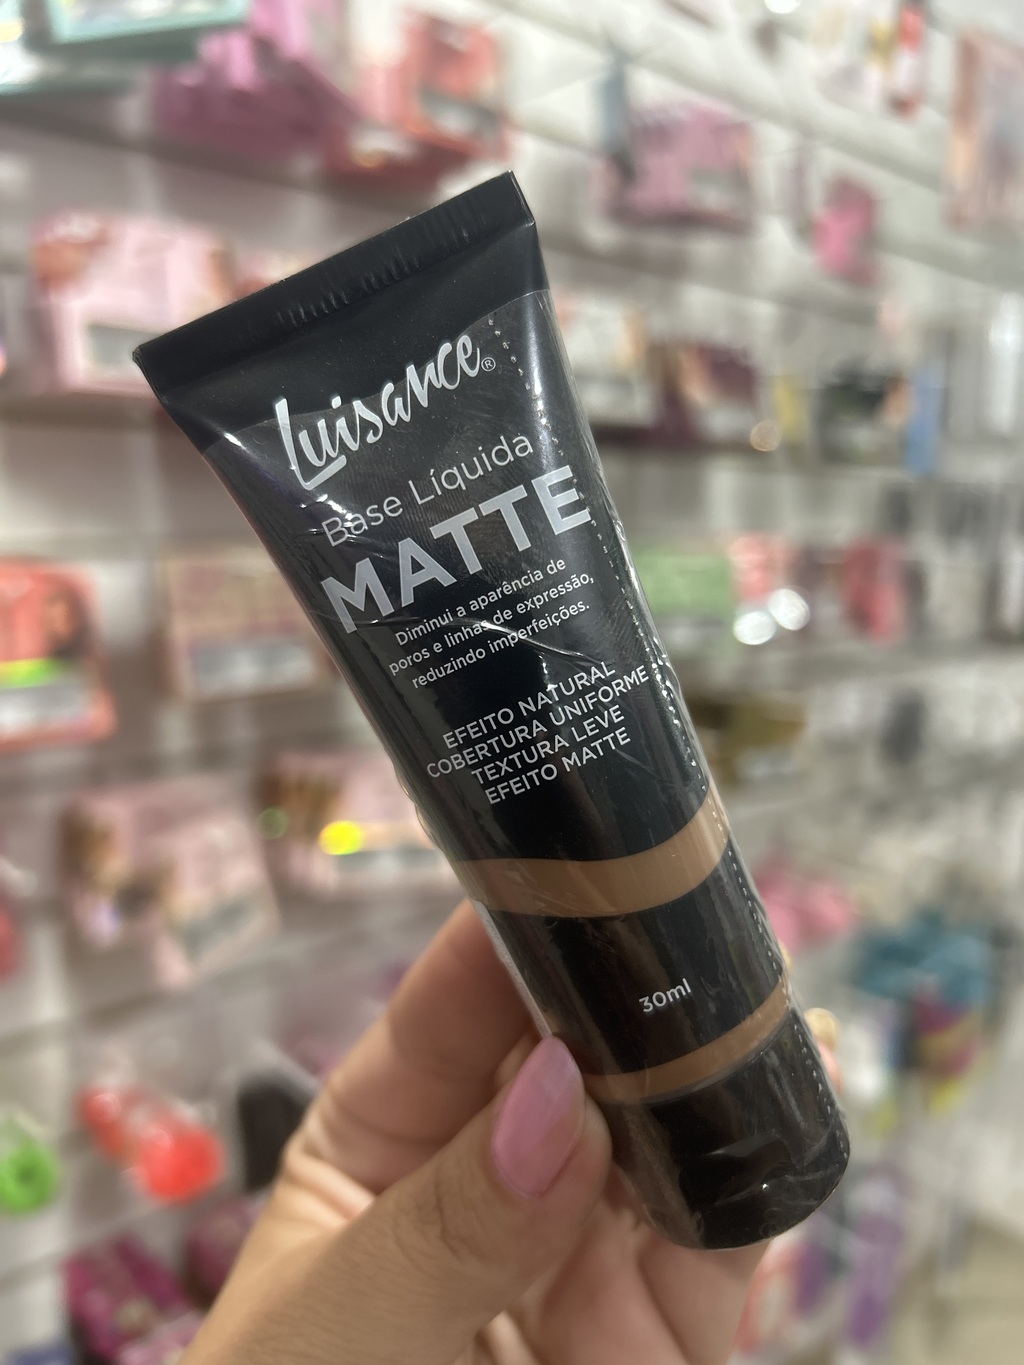 Luisance®
Base Líquida
MATTE
Diminui a aparência de
poros e linhas de expressão,
reduzindo imperfeições.
EFEITO NATURAL
COBERTURA UNIFORME
TEXTURA LEVE
EFEITO MATTE
30ml